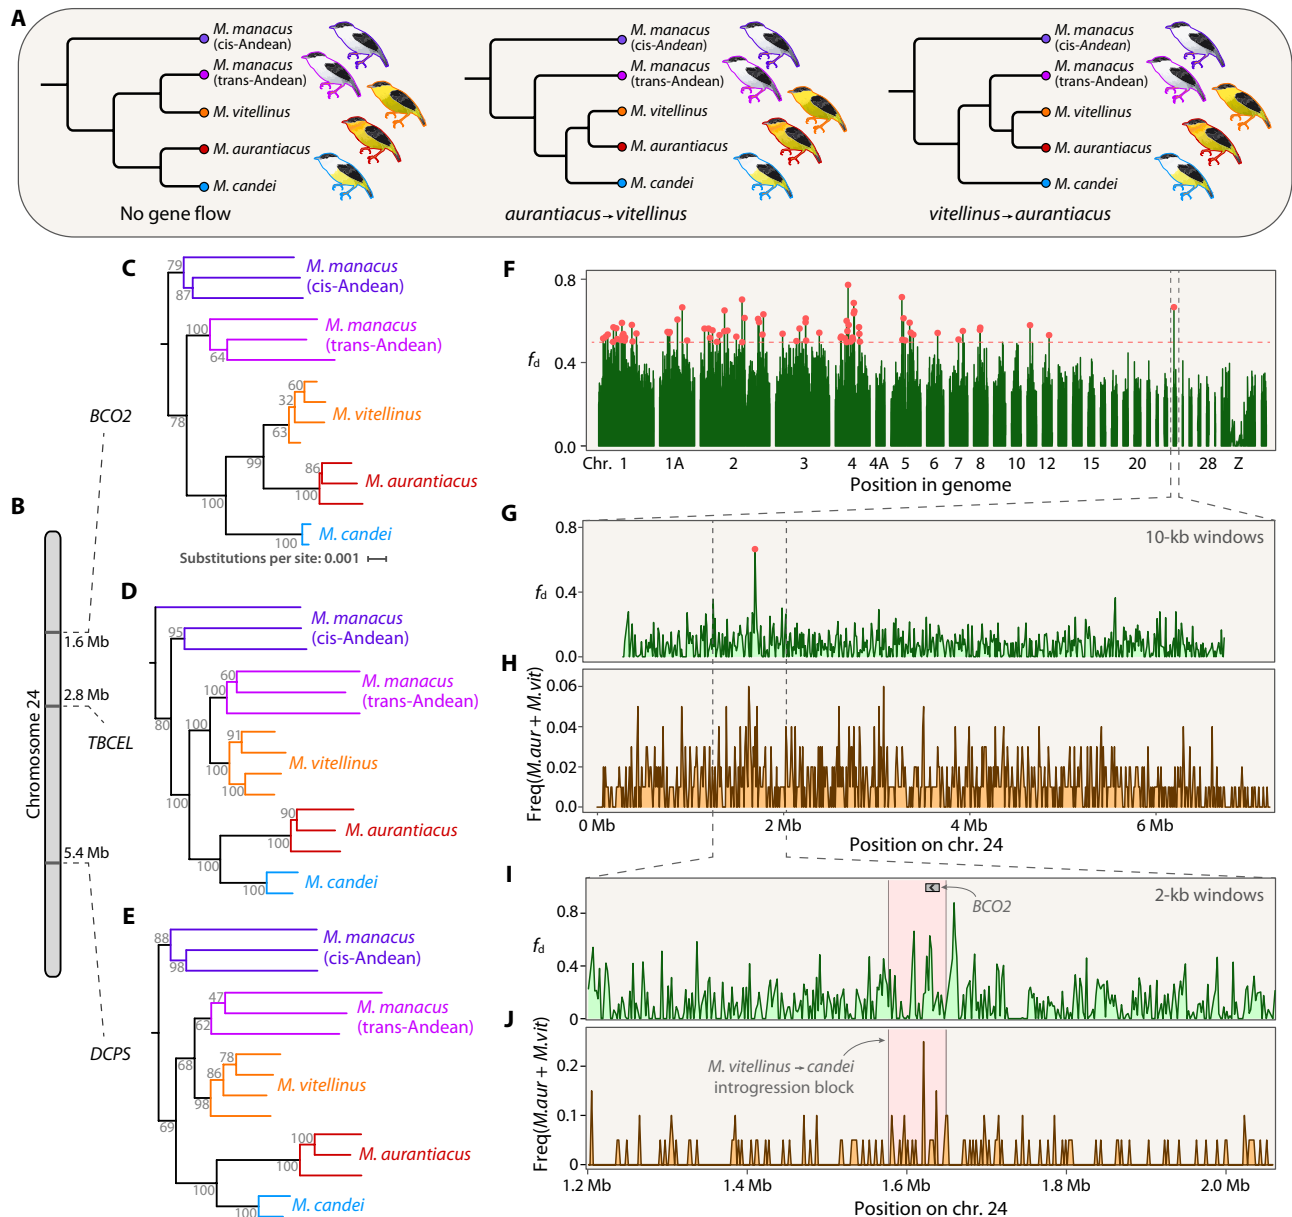 A
M. manacus
(cis-Andean)
M. manacus
(trans-Andean)
M. vitellinus
M. aurantiacus
M. candei
No gene flow
M. manacus
(cis-Andean)
M. manacus
(trans-Andean)
M. vitellinus
M. aurantiacus
M. candei
aurantiacus→vitellinus
M. manacus
(cis-Andean)
M. manacus
(trans-Andean)
M. vitellinus
M. aurantiacus
M. candei
vitellinus→aurantiacus
B
Chromosome 24
BCO2
1.6 Mb
2.8 Mb
TBCEL
5.4 Mb
DCPS
C
79
87
M. manacus
(cis-Andean)
100
64
M. manacus
(trans-Andean)
78
60
32
63
M. vitellinus
99
86
100
M. aurantiacus
100
100
M. candei
Substitutions per site: 0.001
D
95
M. manacus
(cis-Andean)
80
60
100
M. manacus
(trans-Andean)
100
91
100
100
M. vitellinus
100
90
100
M. aurantiacus
100
100
M. candei
E
88
98
M. manacus
(cis-Andean)
47
62
M. manacus
(trans-Andean)
68
78
86
98
M. vitellinus
69
100
100
M. aurantiacus
100
100
M. candei
F
0.8
0.4
0.0
fd
Chr. 1 1A 2 3 4 4A 5 6 7 8 10 12 15 20 28 Z
Position in genome
G
10-kb windows
0.8
0.4
0.0
fd
H
0.06
0.04
0.02
0.0
Freq(M.aur + M.vit)
0 Mb 2 Mb 4 Mb 6 Mb
Position on chr. 24
I
2-kb windows
BCO2
0.8
0.4
0
fd
J
M. vitellinus→candei
introgression block
0.2
0.1
0
Freq(M.aur + M.vit)
1.2 Mb 1.4 Mb 1.6 Mb 1.8 Mb 2.0 Mb
Position on chr. 24